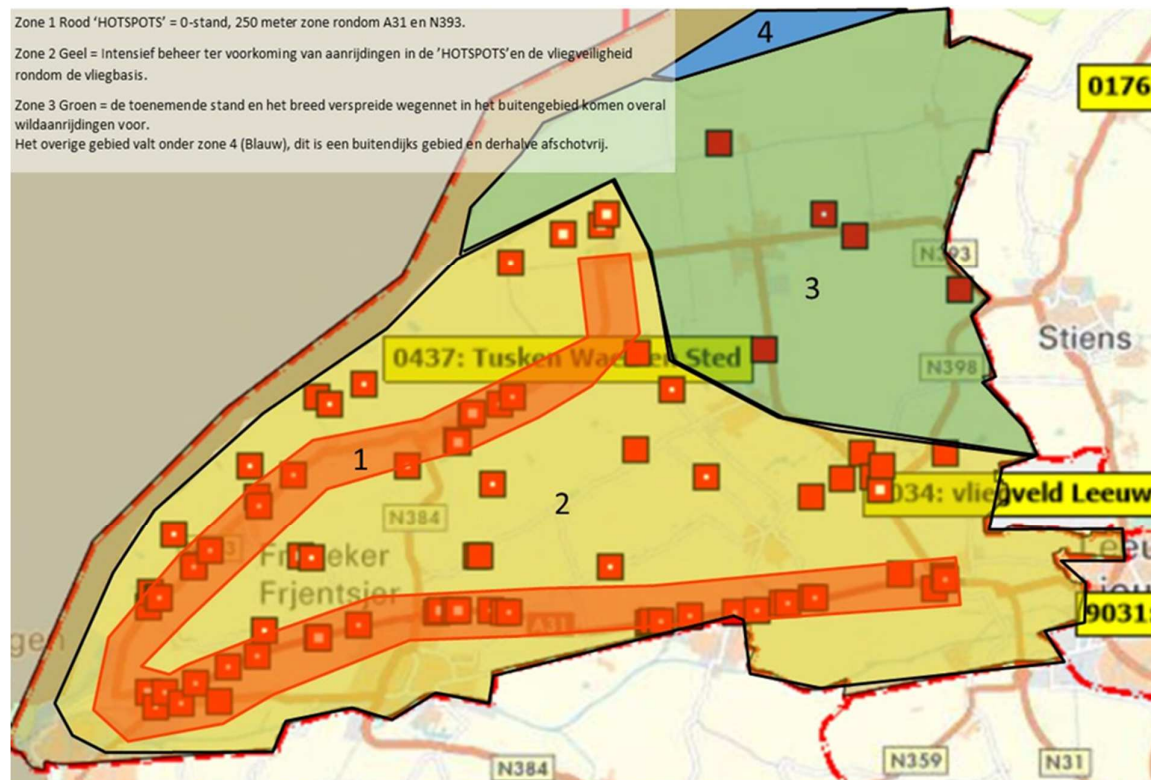 Zone 1 Rood ‘HOTSPOTS’ = 0-stand, 250 meter zone rondom A31 en N393.
Zone 2 Geel = Intensief beheer ter voorkoming van aanrijdingen in de ’HOTSPOTS’en de vliegveiligheid
rondom de vliegbasis.
Zone 3 Groen = de toenemende stand en het breed verspreide wegennet in het buitengebied komen overal
wildaanrijdingen voor.
Het overige gebied valt onder zone 4 (Blauw), dit is een buitendijks gebied en derhalve afschotvrij.
4
0176
N393
3
Stiens
0437: Tusken Wa en Sted
N398
1
2
034: vliegveld Leeuw
N384
Frjentsjer
A31
9031
N359
N31
N384